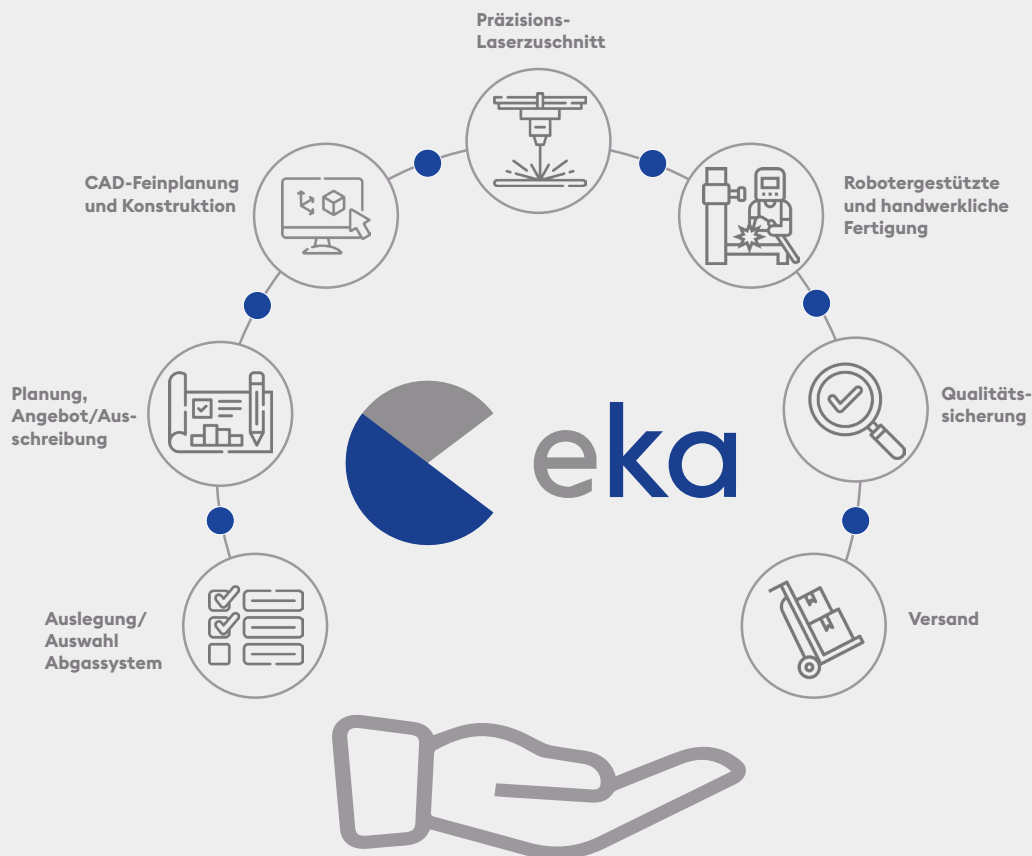 Präzisions-
Laserzuschnitt
CAD-Feinplanung
und Konstruktion
Robotergestützte
und handwerkliche
Fertigung
Planung,
Angebot/Aus-
schreibung
eka
Qualitäts-
sicherung
Auslegung/
Auswahl
Abgassystem
Versand